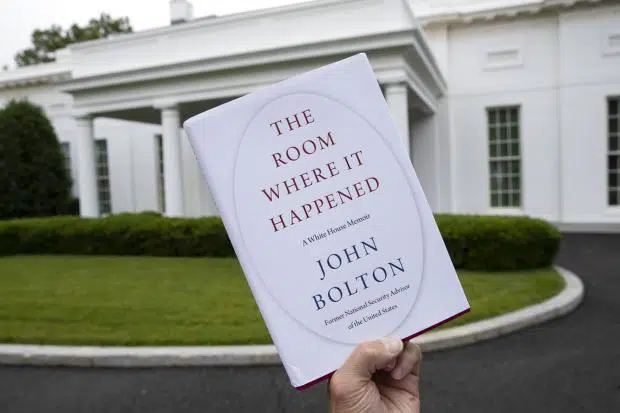 THE
ROOM
WHERE IT
HAPPENED
A White House Memoir
JOHN
BOLTON
Former National Security Advisor
of the United States